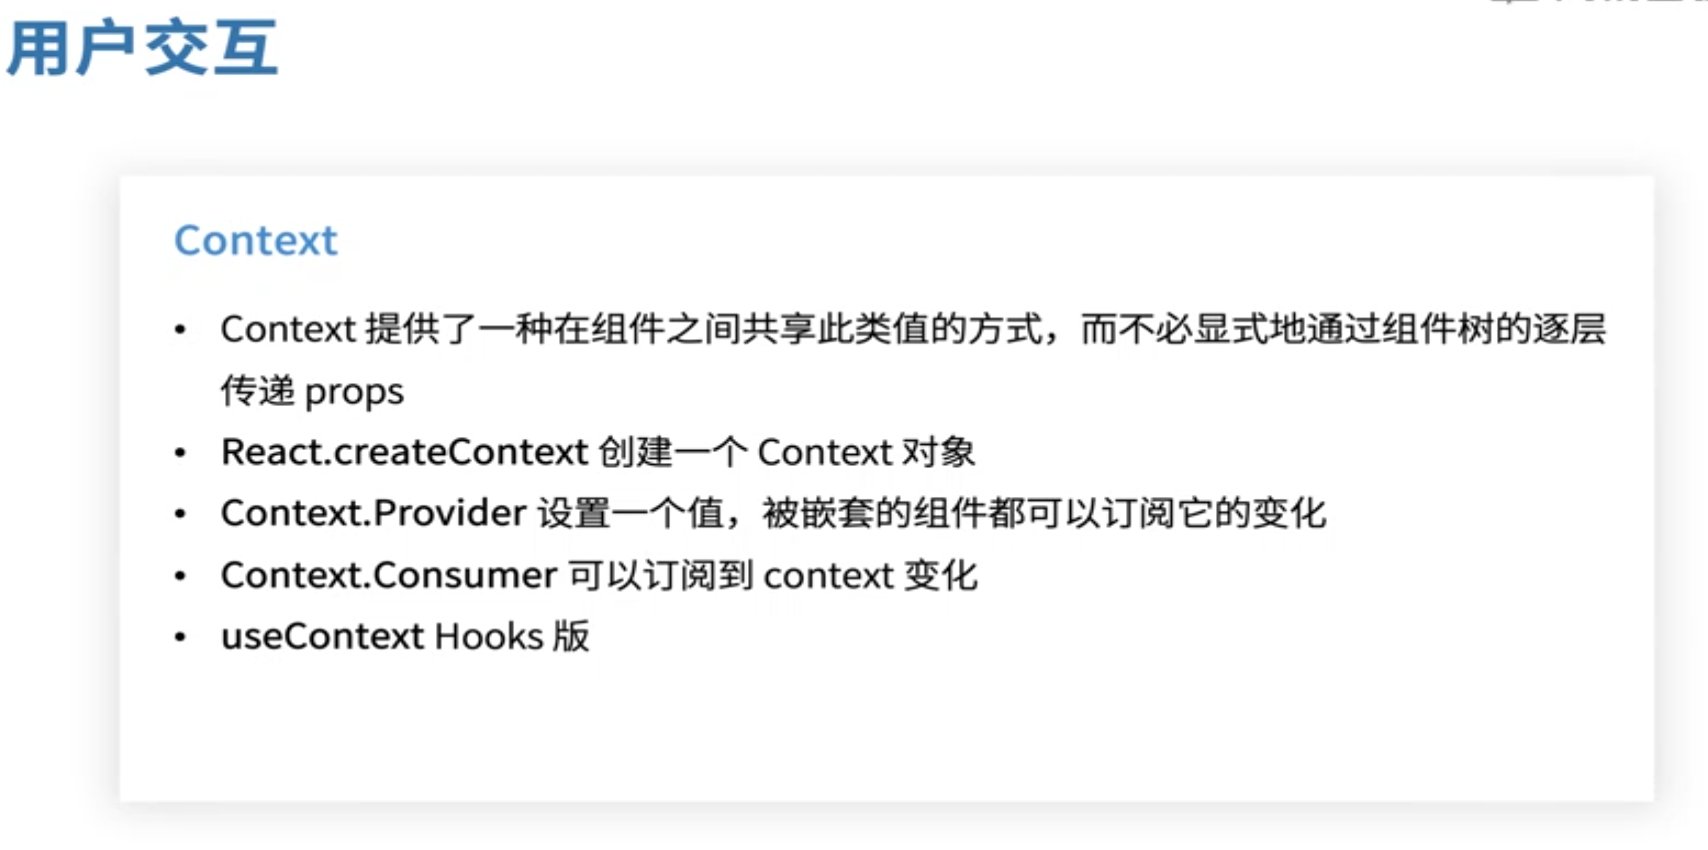 用户交互
Context
• Context 提供了一种在组件之间共享此类值的方式，而不必显式地通过组件树的逐层
传递 props
• React.createContext 创建一个 Context 对象
• Context.Provider 设置一个值，被嵌套的组件都可以订阅它的变化
• Context.Consumer 可以订阅到 context 变化
• useContext Hooks 版